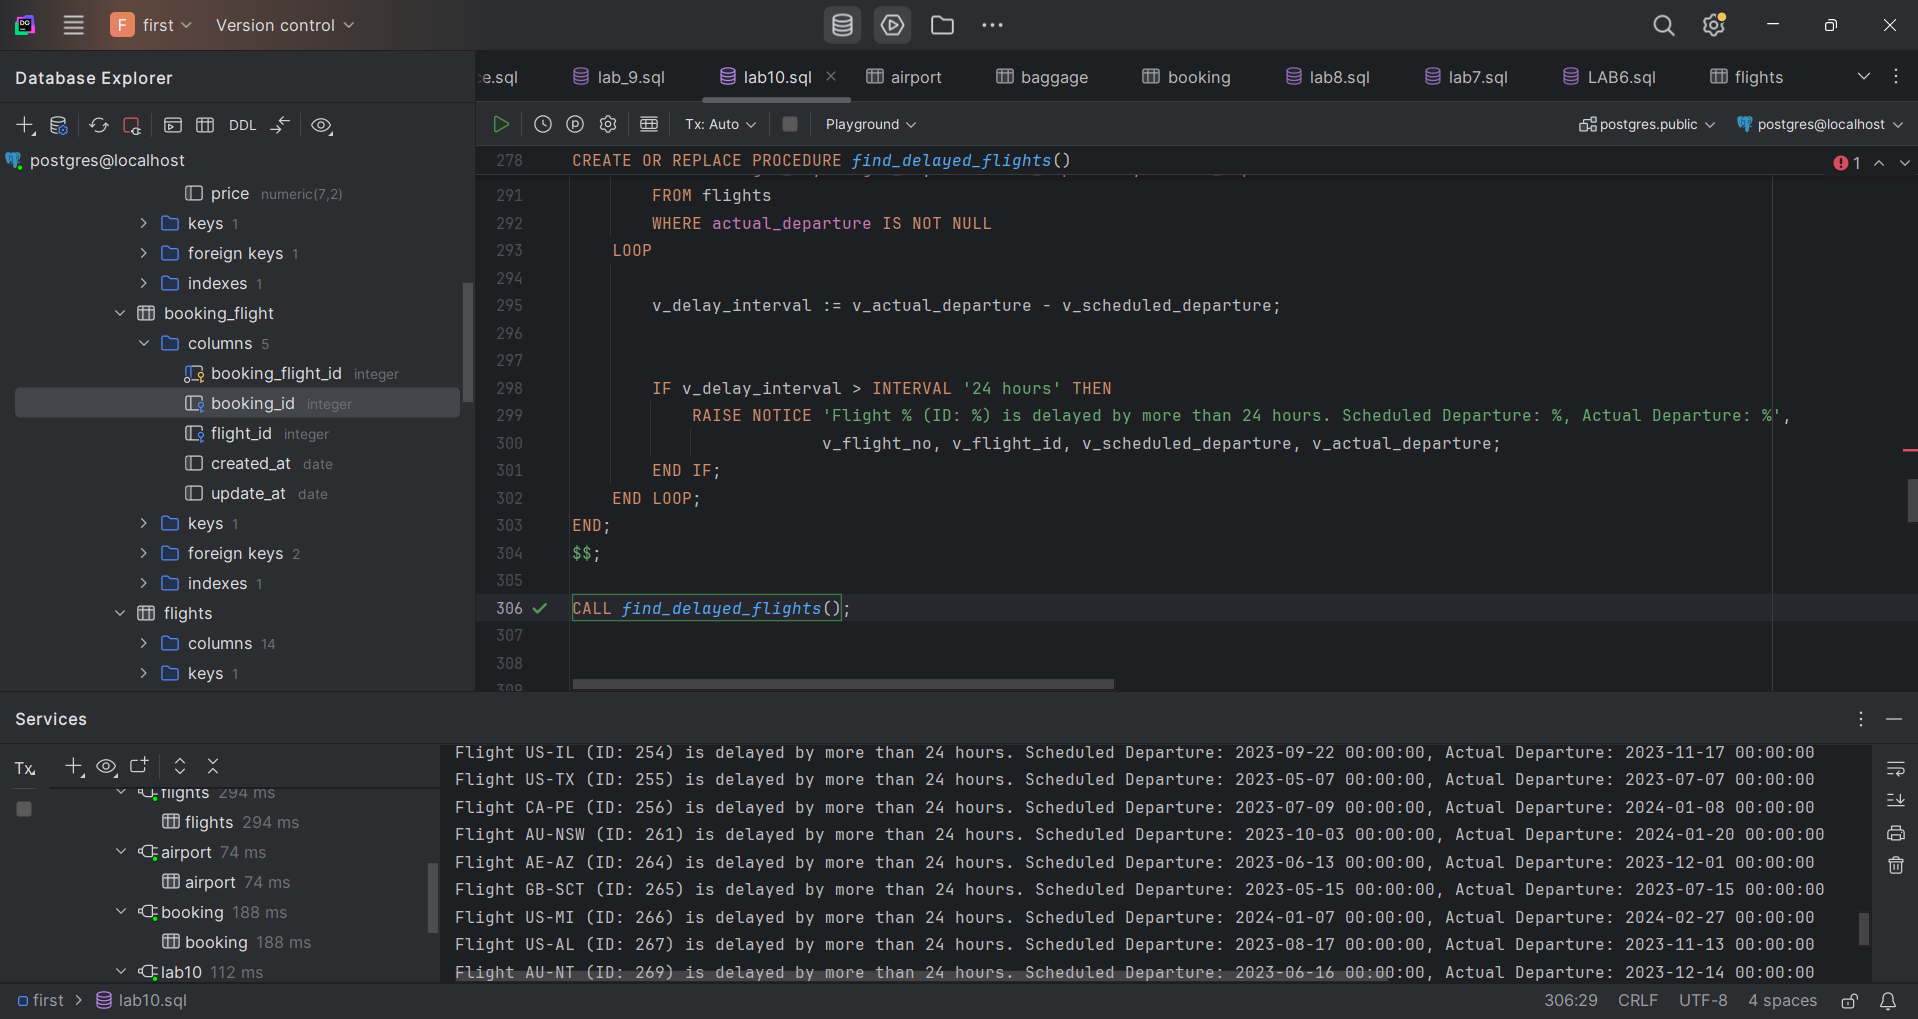 F first Version control
Database Explorer
e.sql lab_9.sql lab10.sql airport baggage booking lab8.sql lab7.sql LAB6.sql flights
DDL
Tx: Auto Playground postgres.public postgres@localhost
postgres@localhost
price numeric(7,2)
keys 1
foreign keys 1
indexes 1
booking_flight
columns 5
booking_flight_id integer
booking_id integer
flight_id integer
created_at date
update_at date
keys 1
foreign keys 2
indexes 1
flights
columns 14
keys 1
278 CREATE OR REPLACE PROCEDURE find_delayed_flights()
1
291 FROM flights
292 WHERE actual_departure IS NOT NULL
293 LOOP
294
295 v_delay_interval := v_actual_departure - v_scheduled_departure;
296
297
298 IF v_delay_interval > INTERVAL '24 hours' THEN
299 RAISE NOTICE 'Flight % (ID: %) is delayed by more than 24 hours. Scheduled Departure: %, Actual Departure: %',
300 v_flight_no, v_flight_id, v_scheduled_departure, v_actual_departure;
301 END IF;
302 END LOOP;
303 END;
304 $$;
305
306 CALL find_delayed_flights();
307
308
309
Services
Tx
flights 294 ms
flights 294 ms
airport 74 ms
airport 74 ms
booking 188 ms
booking 188 ms
lab10 112 ms
Flight US-IL (ID: 254) is delayed by more than 24 hours. Scheduled Departure: 2023-09-22 00:00:00, Actual Departure: 2023-11-17 00:00:00
Flight US-TX (ID: 255) is delayed by more than 24 hours. Scheduled Departure: 2023-05-07 00:00:00, Actual Departure: 2023-07-07 00:00:00
Flight CA-PE (ID: 256) is delayed by more than 24 hours. Scheduled Departure: 2023-07-09 00:00:00, Actual Departure: 2024-01-08 00:00:00
Flight AU-NSW (ID: 261) is delayed by more than 24 hours. Scheduled Departure: 2023-10-03 00:00:00, Actual Departure: 2024-01-20 00:00:00
Flight AE-AZ (ID: 264) is delayed by more than 24 hours. Scheduled Departure: 2023-06-13 00:00:00, Actual Departure: 2023-12-01 00:00:00
Flight GB-SCT (ID: 265) is delayed by more than 24 hours. Scheduled Departure: 2023-05-15 00:00:00, Actual Departure: 2023-07-15 00:00:00
Flight US-MI (ID: 266) is delayed by more than 24 hours. Scheduled Departure: 2024-01-07 00:00:00, Actual Departure: 2024-02-27 00:00:00
Flight US-AL (ID: 267) is delayed by more than 24 hours. Scheduled Departure: 2023-08-17 00:00:00, Actual Departure: 2023-11-13 00:00:00
Flight AU-NT (ID: 269) is delayed by more than 24 hours. Scheduled Departure: 2023-06-16 00:00:00, Actual Departure: 2023-12-14 00:00:00
first lab10.sql
306:29 CRLF UTF-8 4 spaces